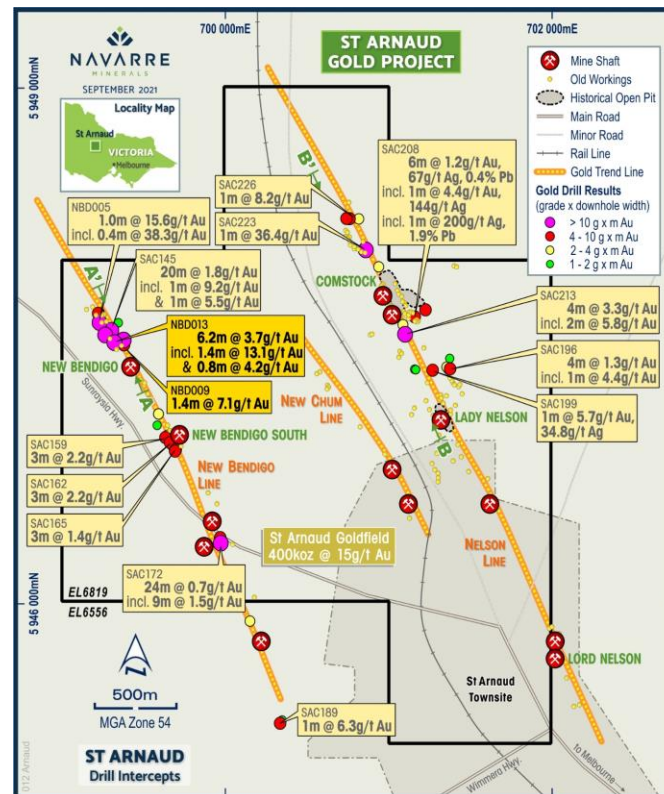 700 000mE
702 000mE
5 949 000mN
5 946 000mN
NAVARRE
MINERALS
SEPTEMBER 2021
Locality Map
St Arnaud
VICTORIA
Melbourne
ST ARNAUD
GOLD PROJECT
Mine Shaft
Old Workings
Historical Open Pit
Main Road
Minor Road
Rail Line
Gold Trend Line
Gold Drill Results
(grade x downhole width)
> 10 g x m Au
4 - 10 g x m Au
2 - 4 g x m Au
1 - 2 g x m Au
SAC208
6m @ 1.2g/t Au,
67g/t Ag, 0.4% Pb
incl. 1m @ 4.4g/t Au,
144g/t Ag
incl. 1m @ 200g/t Ag,
1.9% Pb
B'
SAC226
1m @ 8.2g/t Au
SAC223
1m @ 36.4g/t Au
NBD005
1.0m @ 15.6g/t Au
incl. 0.4m @ 38.3g/t Au
A'
SAC145
20m @ 1.8g/t Au
incl. 1m @ 9.2g/t Au
& 1m @ 5.5g/t Au
COMSTOCK
SAC213
4m @ 3.3g/t Au
incl. 2m @ 5.8g/t Au
NBD013
6.2m @ 3.7g/t Au
incl. 1.4m @ 13.1g/t Au
& 0.8m @ 4.2g/t Au
NEW BENDIGO
NBD009
1.4m @ 7.1g/t Au
A
SAC196
4m @ 1.3g/t Au
incl. 1m @ 4.4g/t Au
SAC199
1m @ 5.7g/t Au,
34.8g/t Ag
Sunraysia Hwy.
NEW CHUM
LINE
LADY NELSON
B
NEW BENDIGO SOUTH
SAC159
3m @ 2.2g/t Au
SAC162
3m @ 2.2g/t Au
SAC165
3m @ 1.4g/t Au
NEW
BENDIGO
LINE
NELSON
LINE
St Arnaud Goldfield
400koz @ 15g/t Au
SAC172
24m @ 0.7g/t Au
incl. 9m @ 1.5g/t Au
EL6819
EL6556
LORD NELSON
500m
MGA Zone 54
St Arnaud
Townsite
SAC189
1m @ 6.3g/t Au
ST ARNAUD
Drill Intercepts
Wimmera Hwy.
to Melbourne
012 Arnaud